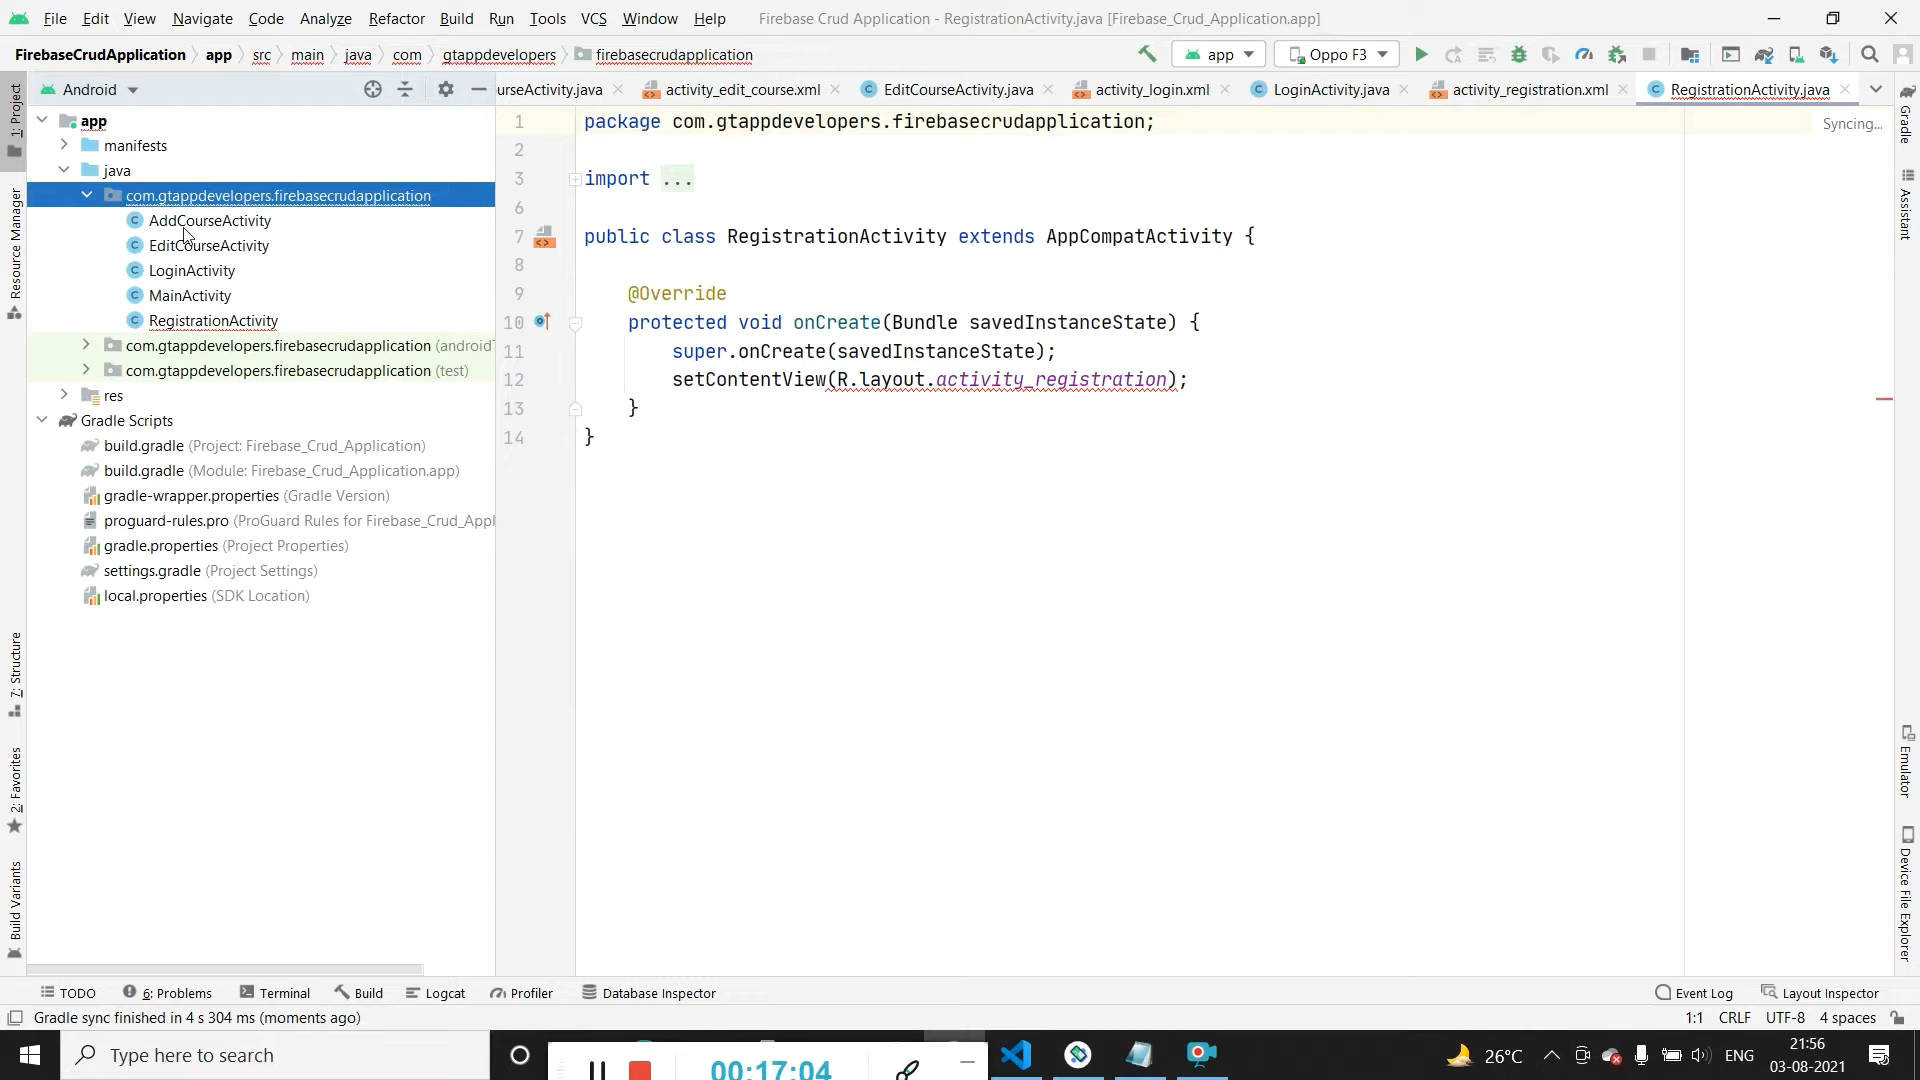 File Edit View Navigate Code Analyze Refactor Build Run Tools VCS Window Help Firebase Crud Application - RegistrationActivity.java [Firebase_Crud_Application.app]
FirebaseCrudApplication app src main java com gtappdevelopers firebasecrudapplication app Oppo F3
Android urseActivity.java activity_edit_course.xml EditCourseActivity.java activity_login.xml LoginActivity.java activity_registration.xml RegistrationActivity.java
1: Project
Resource Manager
7: Structure
2: Favorites
Build Variants
app
manifests
java
com.gtappdevelopers.firebasecrudapplication
AddCourseActivity
EditCourseActivity
LoginActivity
MainActivity
RegistrationActivity
com.gtappdevelopers.firebasecrudapplication (android
com.gtappdevelopers.firebasecrudapplication (test)
res
Gradle Scripts
build.gradle (Project: Firebase_Crud_Application)
build.gradle (Module: Firebase_Crud_Application.app)
gradle-wrapper.properties (Gradle Version)
proguard-rules.pro (ProGuard Rules for Firebase_Crud_Appl
gradle.properties (Project Properties)
settings.gradle (Project Settings)
local.properties (SDK Location)
1 package com.gtappdevelopers.firebasecrudapplication;
2
3 import ...
6
7 public class RegistrationActivity extends AppCompatActivity {
8
9 @Override
10 protected void onCreate(Bundle savedInstanceState) {
11 super.onCreate(savedInstanceState);
12 setContentView(R.layout.activity_registration);
13 }
14 }
Syncing...
Gradle
Assistant
Emulator
Device File Explorer
TODO 6: Problems Terminal Build Logcat Profiler Database Inspector Event Log Layout Inspector
Gradle sync finished in 4 s 304 ms (moments ago) 1:1 CRLF UTF-8 4 spaces
Type here to search 00:17:04 26°C ENG 21:56
03-08-2021